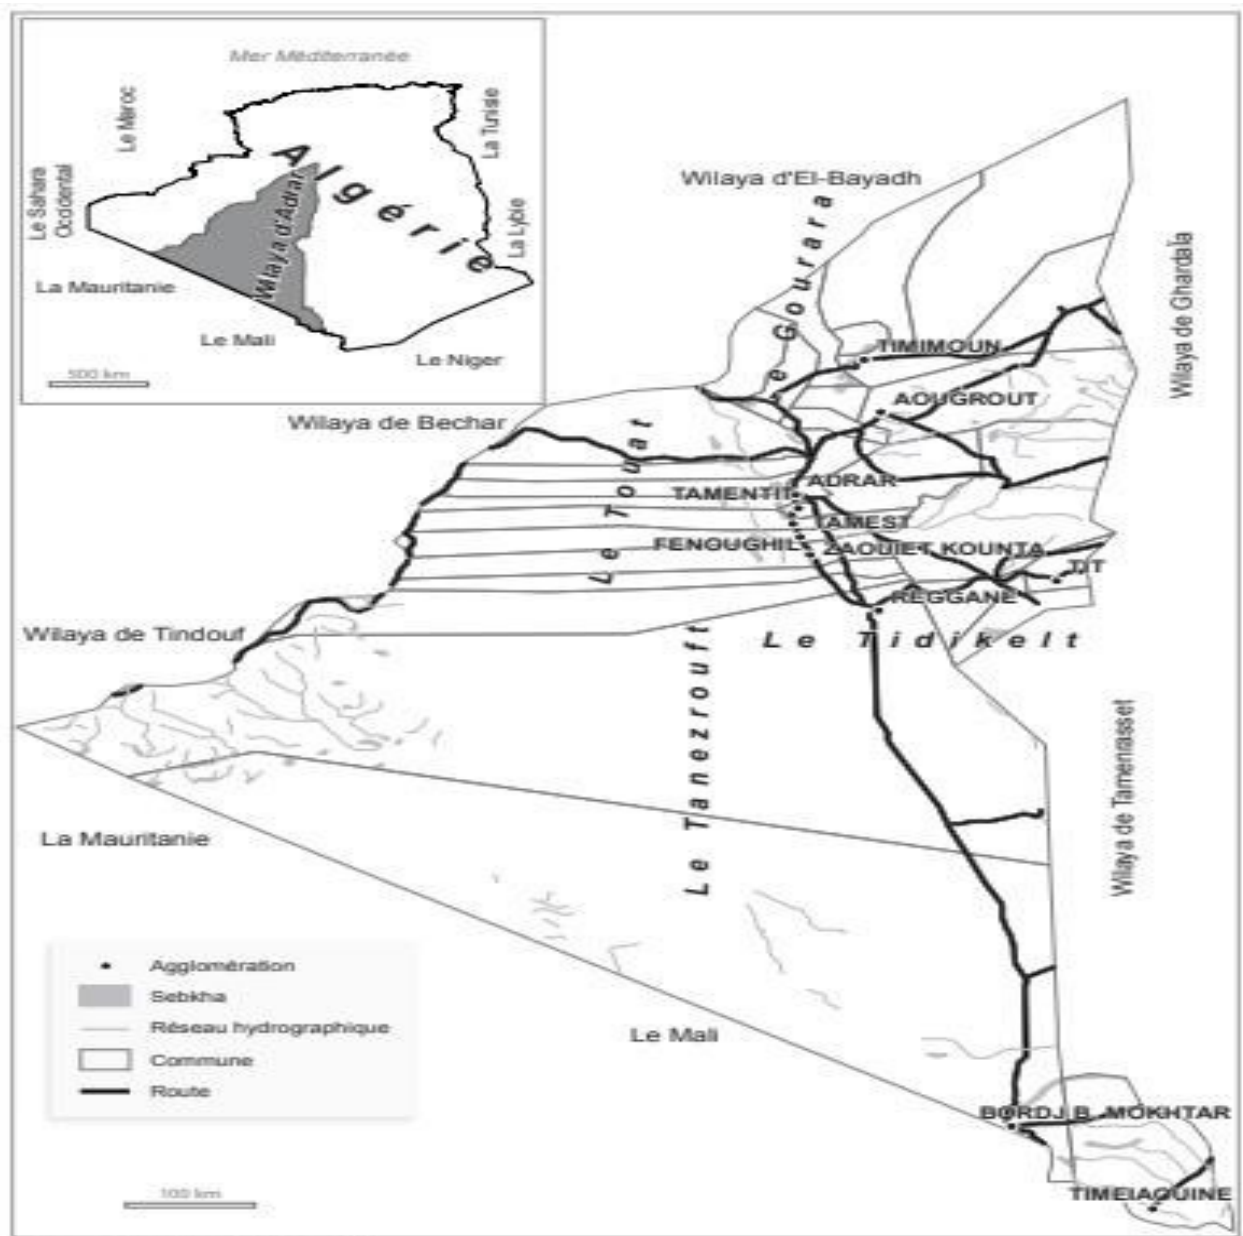 Mer Méditerranée
Le Maroc
La Tunisie
Algérie
Le Sahara
Occidental
Wilaya d'Adrar
La Lybie
La Mauritanie
Le Mali
Le Niger
500 km
Wilaya d'El-Bayadh
Le Gourara
Wilaya de Ghardaïa
TIMIMOUN
AOUGROUT
Wilaya de Bechar
Le Touat
ADRAR
TAMENTIT
TAMEST
FENOUGHIL
ZAOUIET KOUNTA
TIT
REGGANE
Wilaya de Tindouf
Le Tidikelt
Le Tanezrouft
Wilaya de Tamenrasset
La Mauritanie
Agglomération
Sebkha
Réseau hydrographique
Commune
Route
Le Mali
BORDJ B. MOKHTAR
TIMEIAOUINE
100 km